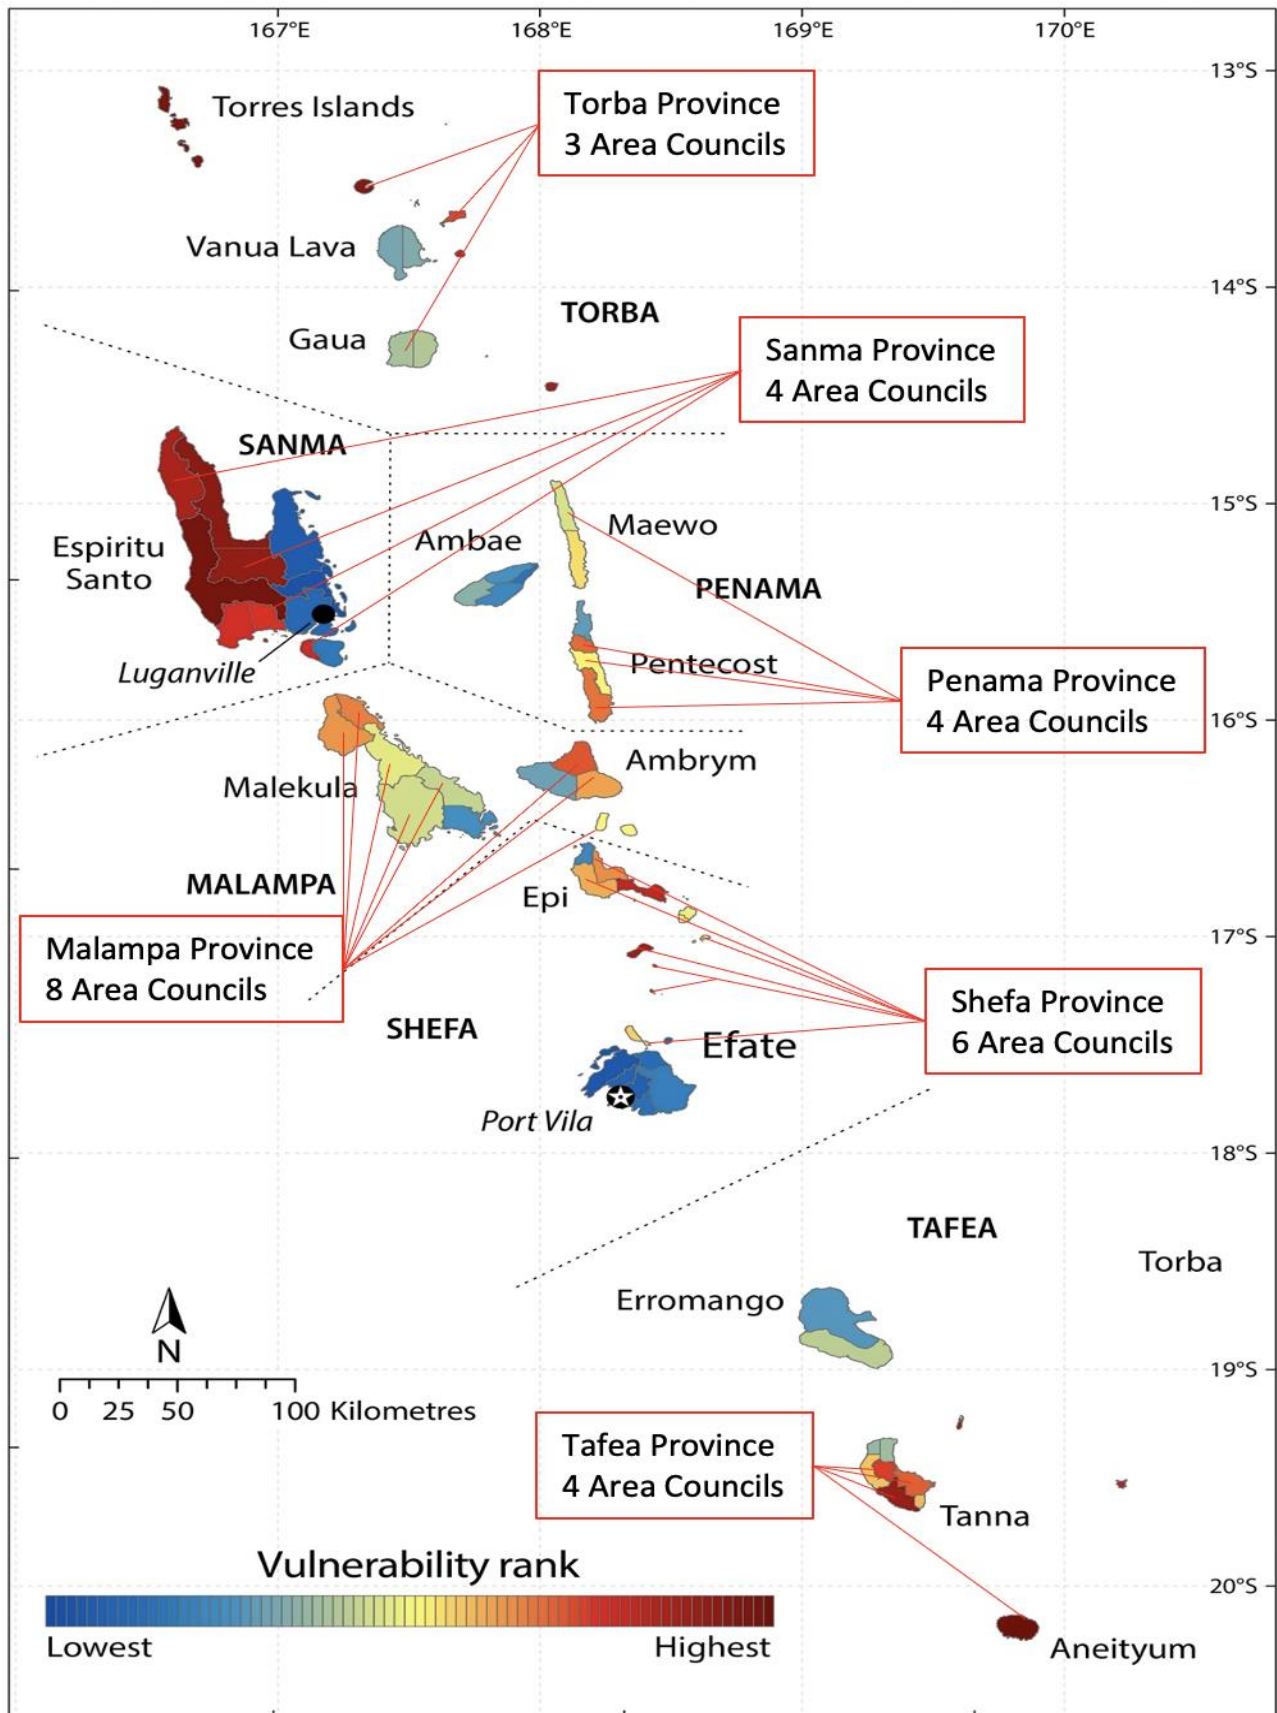 167°E
168°E
169°E
170°E
13°S
Torres Islands
Torba Province
3 Area Councils
Vanua Lava
14°S
TORBA
Gaua
Sanma Province
4 Area Councils
SANMA
15°S
Maewo
Ambae
Espiritu
Santo
PENAMA
Pentecost
Luganville
Penama Province
4 Area Councils
16°S
Ambrym
Malekula
MALAMPA
Epi
17°S
Malampa Province
8 Area Councils
Shefa Province
6 Area Councils
SHEFA
Efate
Port Vila
18°S
TAFEA
Torba
Erromango
N
19°S
0 25 50 100 Kilometres
Tafea Province
4 Area Councils
Tanna
Vulnerability rank
20°S
Lowest
Highest
Aneityum